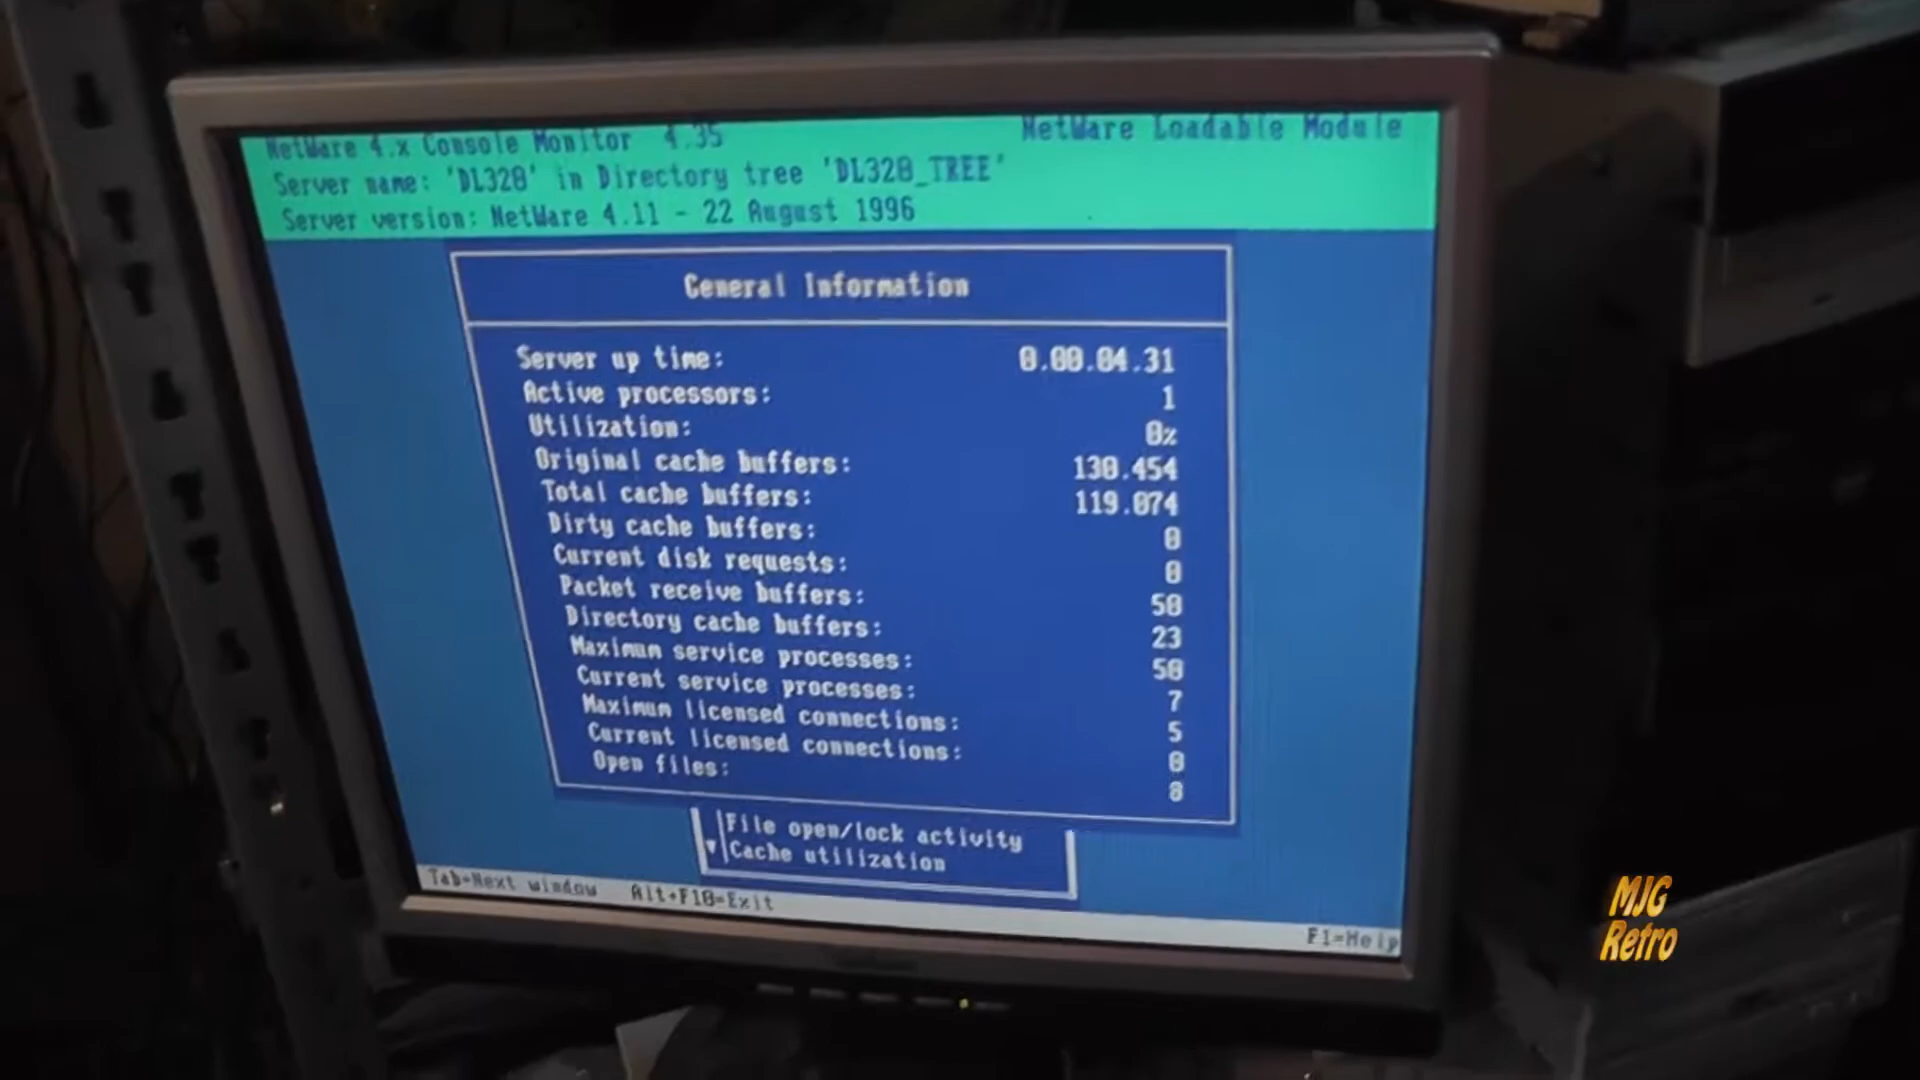 NetWare 4.x Console Monitor 4.35 NetWare Loadable Module
Server name: 'DL320' in Directory tree 'DL320_TREE'
Server version: NetWare 4.11 - 22 August 1996
General Information
Server up time: 0.00.04.31
Active processors: 1
Utilization: 0%
Original cache buffers: 130.454
Total cache buffers: 119.074
Dirty cache buffers: 0
Current disk requests: 0
Packet receive buffers: 50
Directory cache buffers: 23
Maximum service processes: 50
Current service processes: 7
Maximum licensed connections: 5
Current licensed connections: 0
Open files: 8
File open/lock activity
Cache utilization
Tab=Next window Alt+F10=Exit F1=Help
MJG
Retro